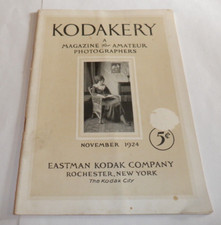 KODAKERY
A
MAGAZINE for AMATEUR
PHOTOGRAPHERS
NOVEMBER 1924
5¢
EASTMAN KODAK COMPANY
ROCHESTER, NEW YORK
The Kodak City